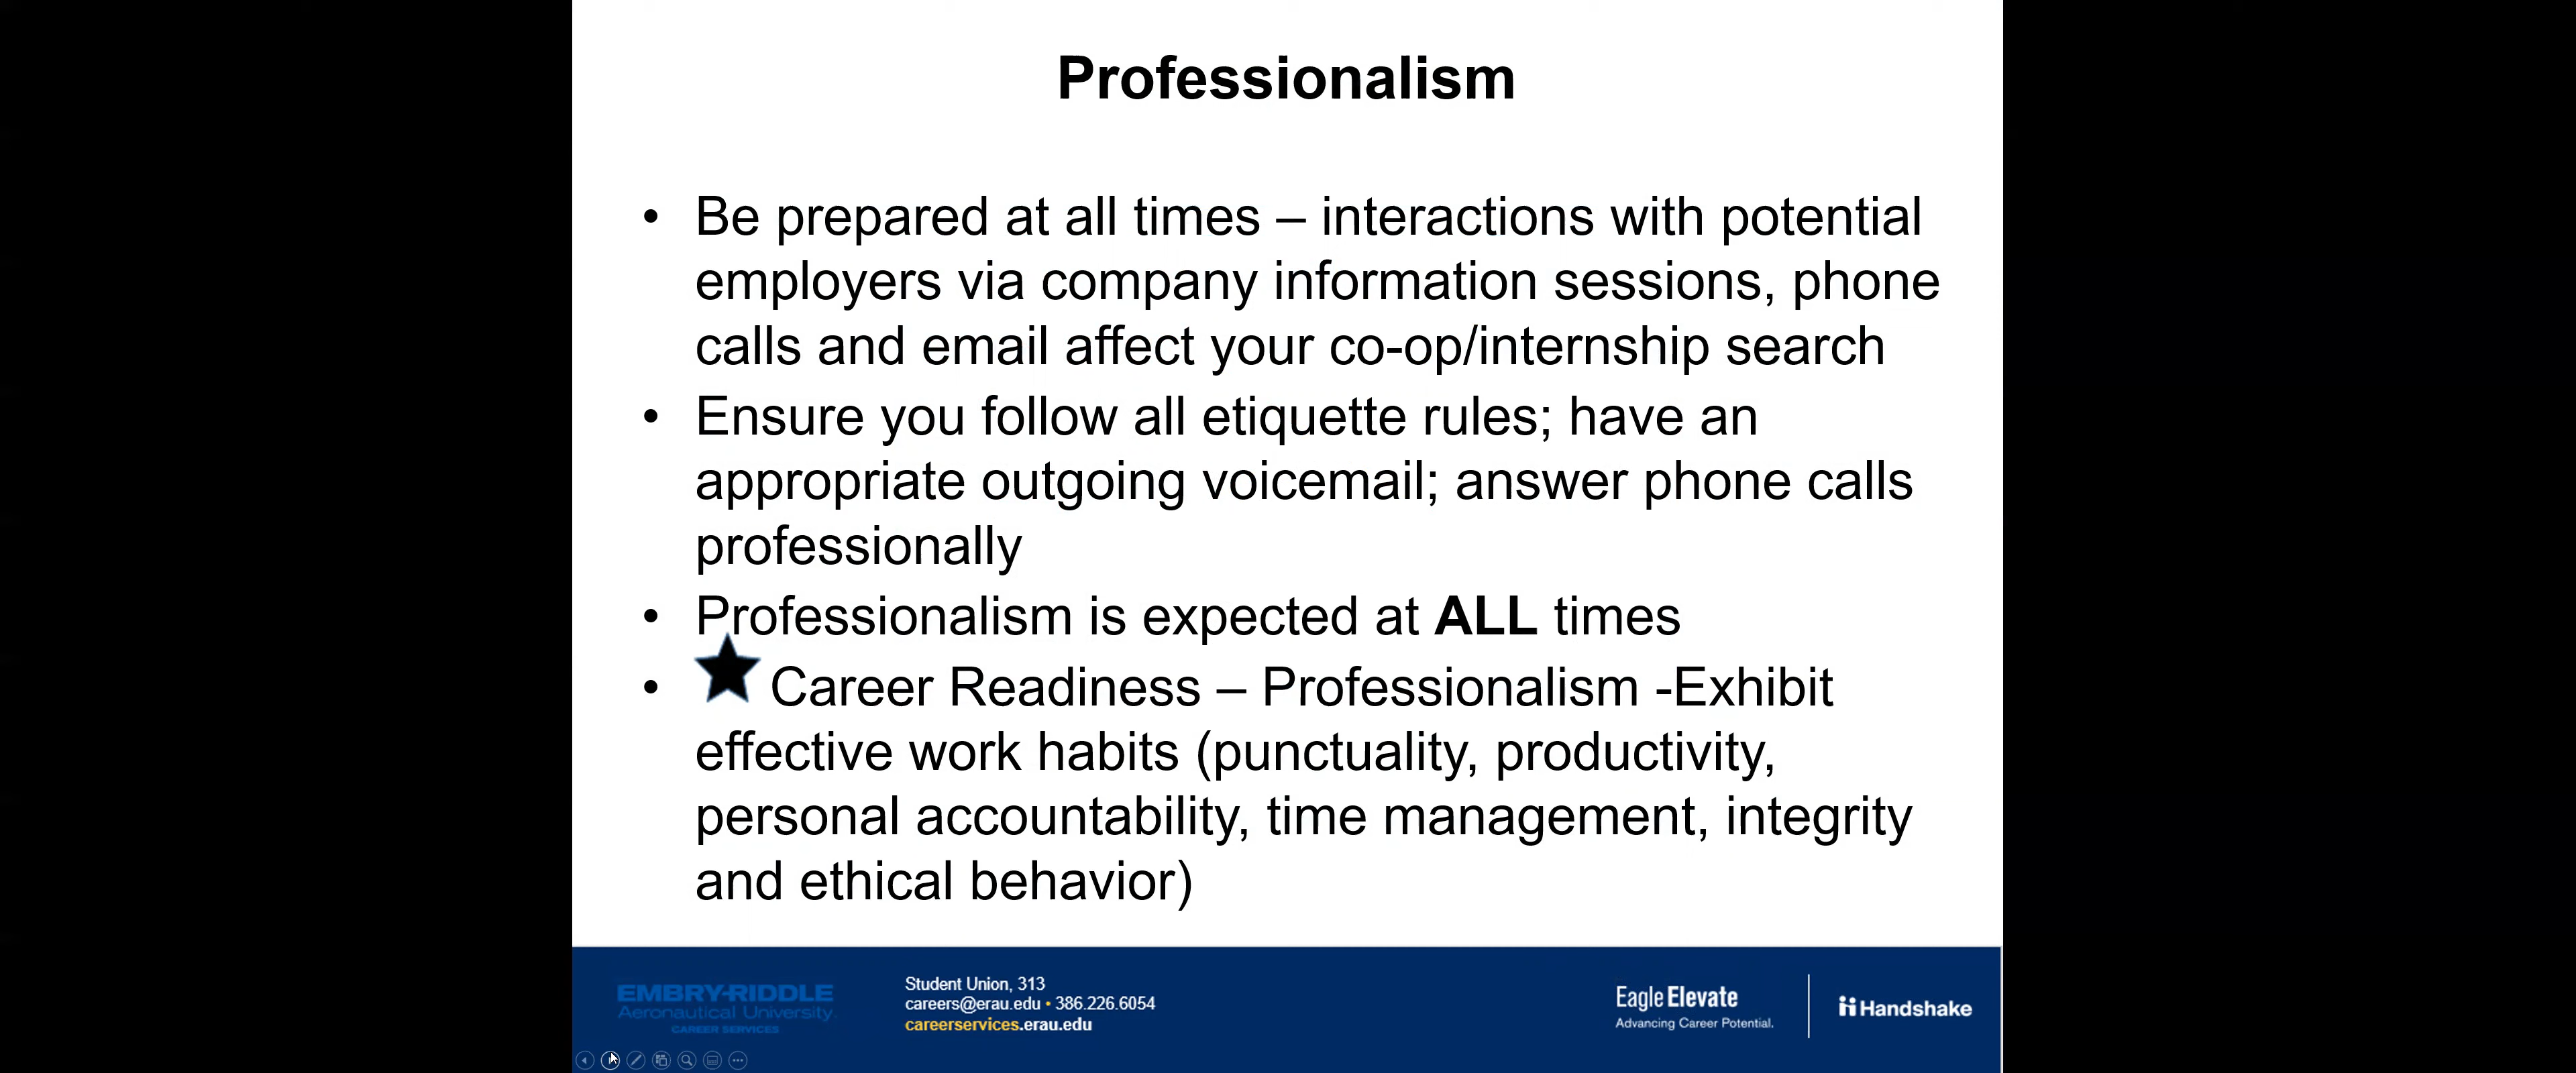 Professionalism
• Be prepared at all times – interactions with potential
employers via company information sessions, phone
calls and email affect your co-op/internship search
• Ensure you follow all etiquette rules; have an
appropriate outgoing voicemail; answer phone calls
professionally
• Professionalism is expected at ALL times
• Career Readiness – Professionalism -Exhibit
effective work habits (punctuality, productivity,
personal accountability, time management, integrity
and ethical behavior)
EMBRY-RIDDLE
Aeronautical University.
CAREER SERVICES
Student Union, 313
careers@erau.edu • 386.226.6054
careerservices.erau.edu
Eagle Elevate
Advancing Career Potential.
Handshake